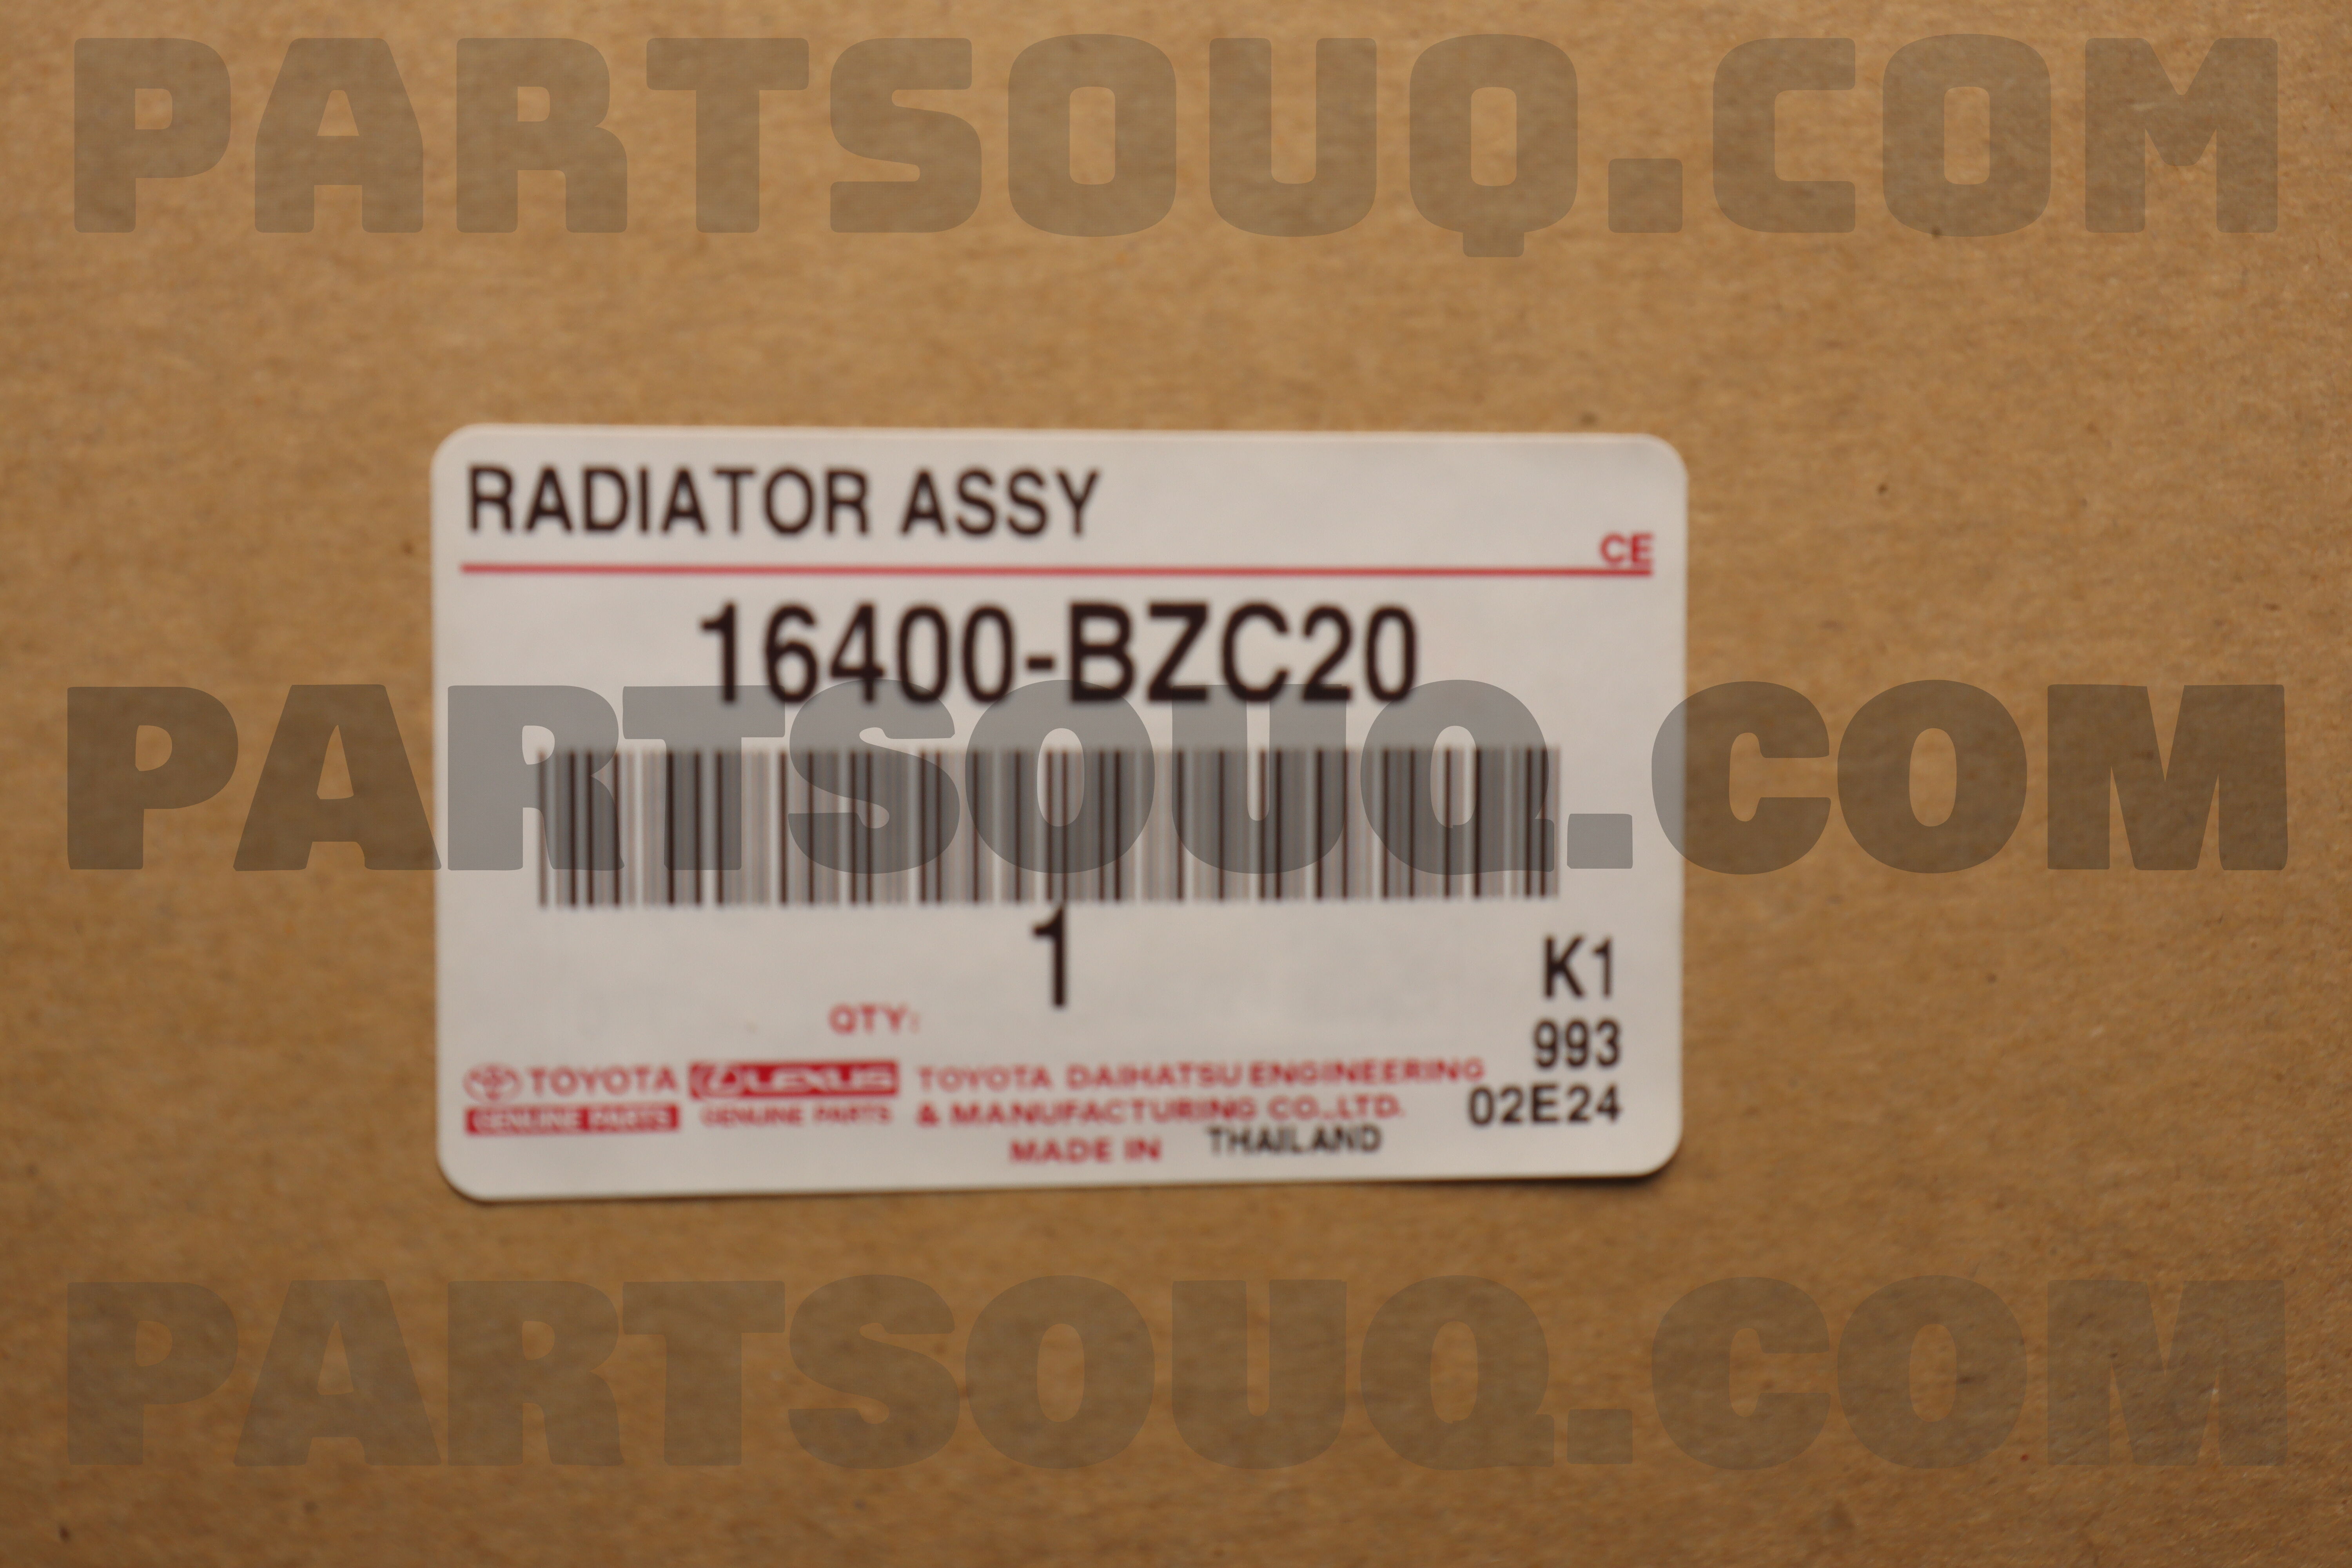 PARTSOUQ.COM
RADIATOR ASSY
CE
16400-BZC20
PARTSOUQ.COM
1
K1
QTY:
993
TOYOTA LEXUS TOYOTA DAIHATSU ENGINEERING
GENUINE PARTS GENUINE PARTS & MANUFACTURING CO.,LTD.
02E24
MADE IN THAILAND
PARTSOUQ.COM